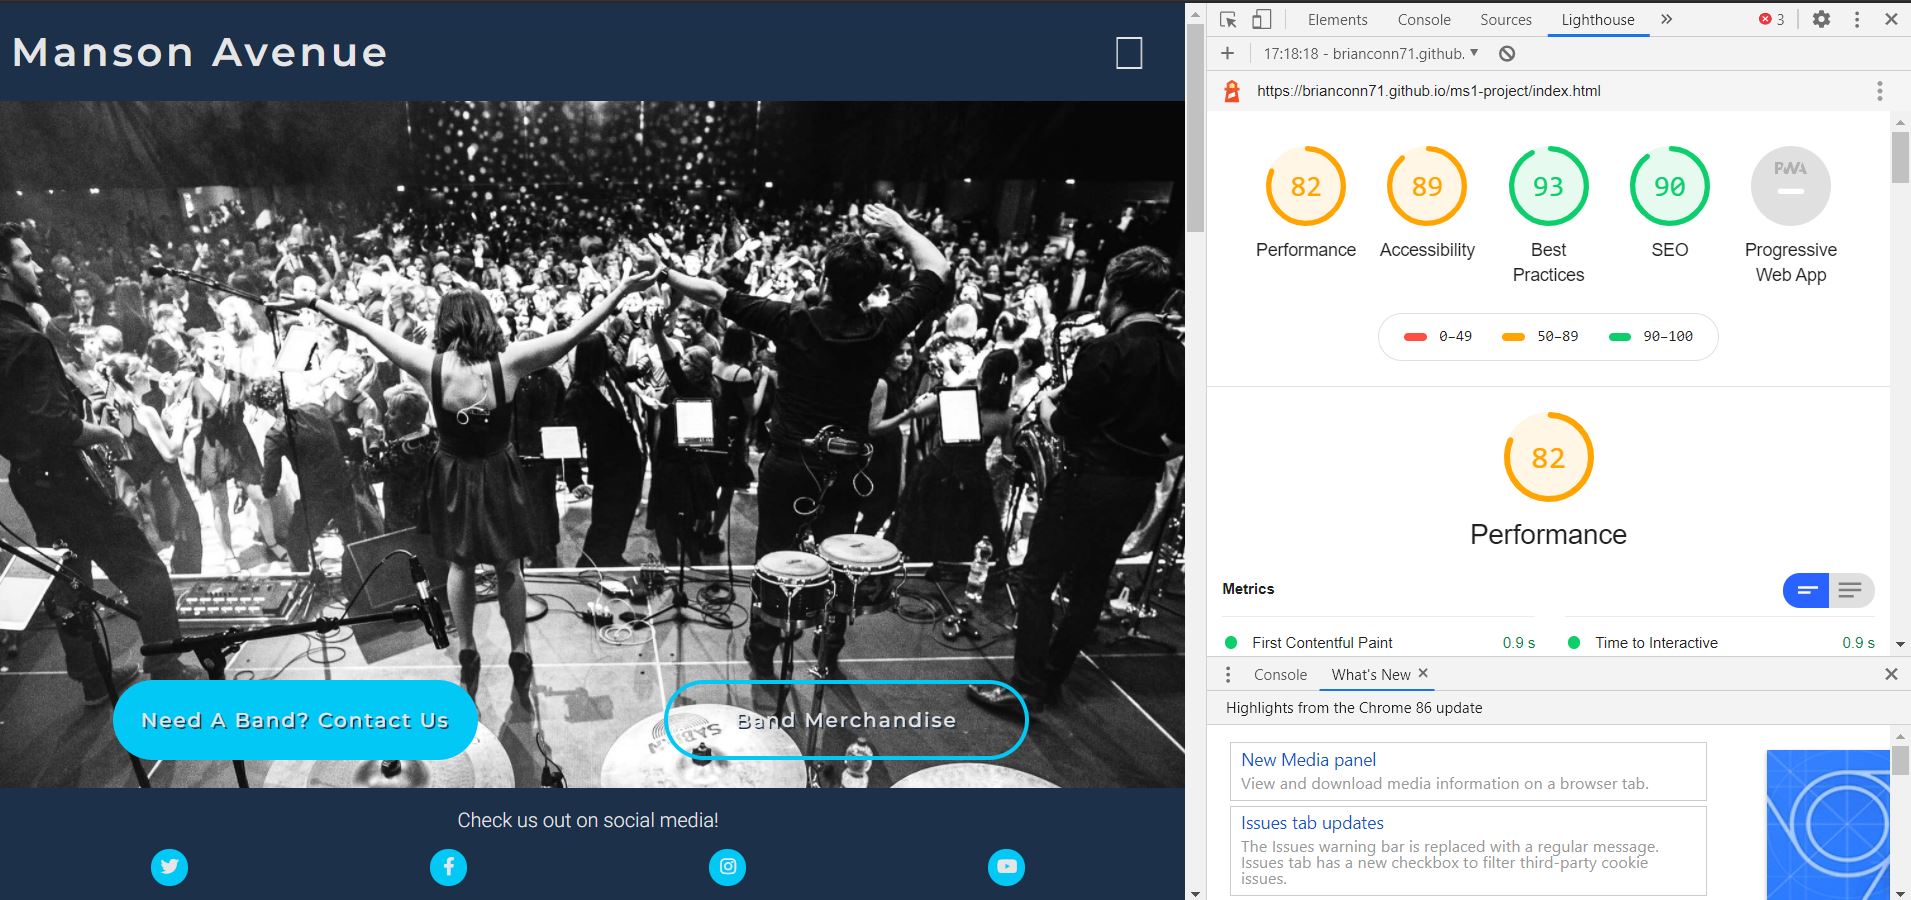 Manson Avenue
SABIAN
Need A Band? Contact Us
Band Merchandise
Check us out on social media!
Elements Console Sources Lighthouse » 3
17:18:18 - brianconn71.github.
https://brianconn71.github.io/ms1-project/index.html
82 89 93 90 PWA
Performance Accessibility Best Practices SEO Progressive Web App
0–49 50–89 90–100
82
Performance
Metrics
First Contentful Paint 0.9 s Time to Interactive 0.9 s
Console What's New
Highlights from the Chrome 86 update
New Media panel
View and download media information on a browser tab.
Issues tab updates
The Issues warning bar is replaced with a regular message.
Issues tab has a new checkbox to filter third-party cookie
issues.